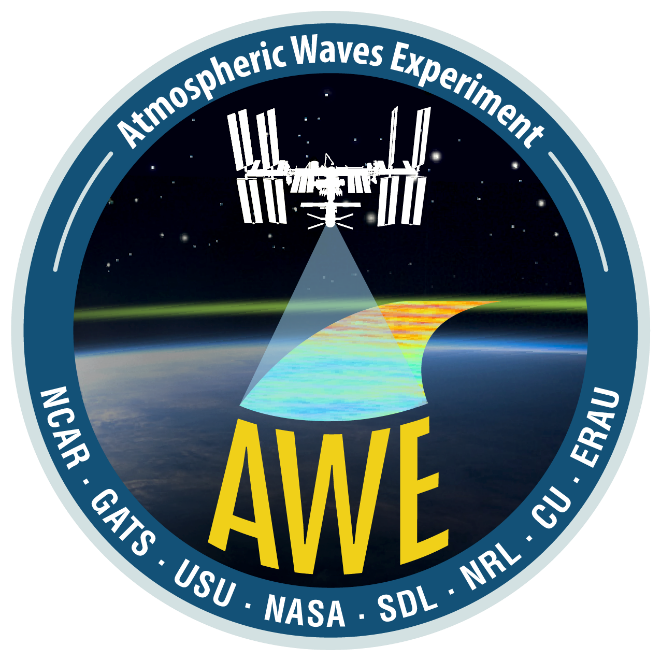 Atmospheric Waves Experiment
AWE
NCAR · GATS · USU · NASA · SDL · NRL · CU · ERAU